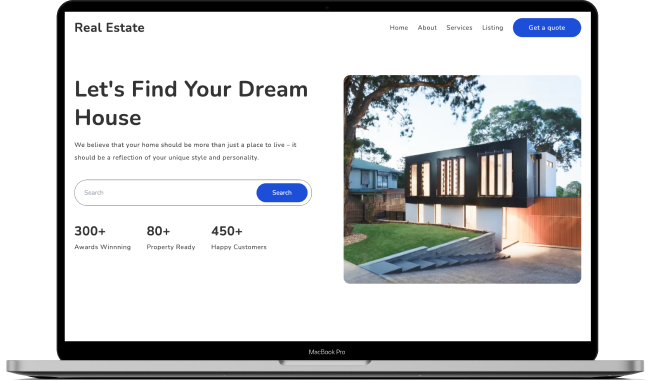 Real Estate
Home About Services Listing Get a quote
Let's Find Your Dream
House
We believe that your home should be more than just a place to live – it
should be a reflection of your unique style and personality.
Search Search
300+ 80+ 450+
Awards Winnning Property Ready Happy Customers
MacBook Pro